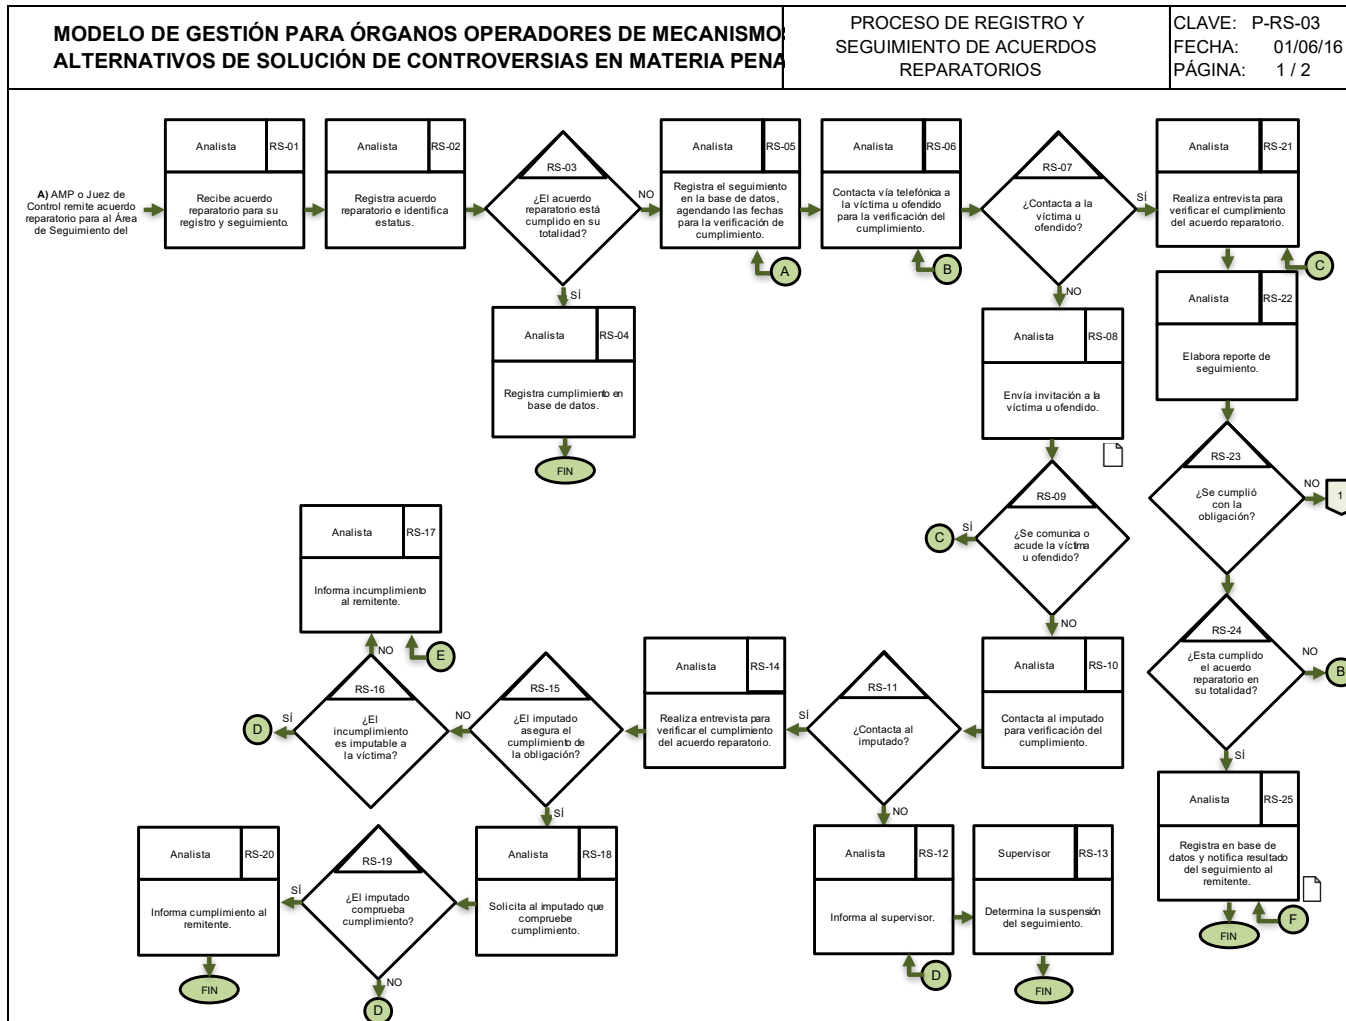 MODELO DE GESTIÓN PARA ÓRGANOS OPERADORES DE MECANISMO
ALTERNATIVOS DE SOLUCIÓN DE CONTROVERSIAS EN MATERIA PENA
PROCESO DE REGISTRO Y
SEGUIMIENTO DE ACUERDOS
REPARATORIOS
CLAVE: P-RS-03
FECHA: 01/06/16
PÁGINA: 1 / 2
A) AMP o Juez de
Control remite acuerdo
reparatorio para al Área
de Seguimiento del
Analista RS-01
Recibe acuerdo
reparatorio para su
registro y seguimiento.
Analista RS-02
Registra acuerdo
reparatorio e identifica
estatus.
RS-03
¿El acuerdo
reparatorio está
cumplido en su
totalidad?
NO
SÍ
Analista RS-04
Registra cumplimiento en
base de datos.
FIN
Analista RS-05
Registra el seguimiento
en la base de datos,
agendando las fechas
para la verificación de
cumplimiento.
A
Analista RS-06
Contacta vía telefónica a
la víctima u ofendido
para la verificación del
cumplimiento.
B
RS-07
¿Contacta a la
víctima u
ofendido?
SÍ
NO
Analista RS-21
Realiza entrevista para
verificar el cumplimiento
del acuerdo reparatorio.
C
Analista RS-22
Elabora reporte de
seguimiento.
RS-23
¿Se cumplió
con la
obligación?
NO
1
RS-24
¿Esta cumplido
el acuerdo
reparatorio en
su totalidad?
NO
B
SÍ
Analista RS-25
Registra en base de
datos y notifica resultado
del seguimiento al
remitente.
F
FIN
Analista RS-08
Envía invitación a la
víctima u ofendido.
RS-09
¿Se comunica o
acude la víctima
u ofendido?
SÍ
C
NO
Analista RS-10
Contacta al imputado
para verificación del
cumplimiento.
RS-11
¿Contacta al
imputado?
SÍ
NO
Analista RS-12
Informa al supervisor.
D
Supervisor RS-13
Determina la suspensión
del seguimiento.
FIN
Analista RS-14
Realiza entrevista para
verificar el cumplimiento
del acuerdo reparatorio.
RS-15
¿El imputado
asegura el
cumplimiento de
la obligación?
NO
SÍ
RS-16
¿El
incumplimiento
es imputable a
la víctima?
SÍ
D
NO
Analista RS-17
Informa incumplimiento
al remitente.
E
Analista RS-18
Solicita al imputado que
compruebe
cumplimiento.
RS-19
¿El imputado
comprueba
cumplimiento?
SÍ
NO
D
Analista RS-20
Informa cumplimiento al
remitente.
FIN